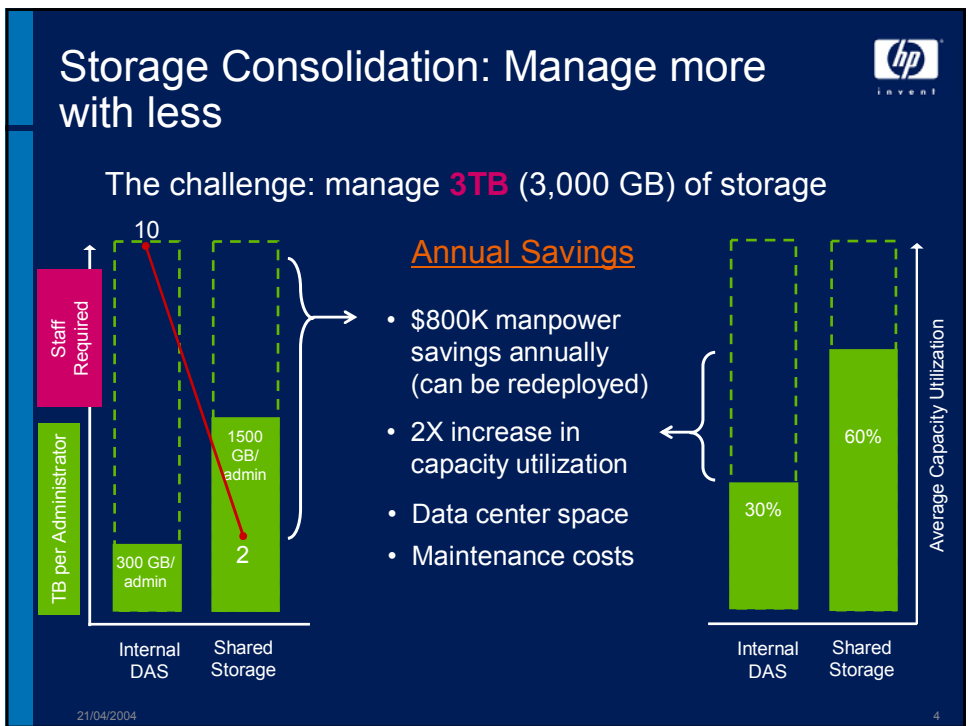 Storage Consolidation: Manage more
with less
hp
invent
The challenge: manage 3TB (3,000 GB) of storage
10
Staff
Required
TB per Administrator
300 GB/
admin
1500
GB/
admin
2
Internal
DAS
Shared
Storage
Annual Savings
• $800K manpower
savings annually
(can be redeployed)
• 2X increase in
capacity utilization
• Data center space
• Maintenance costs
30%
60%
Average Capacity Utilization
Internal
DAS
Shared
Storage
21/04/2004
4